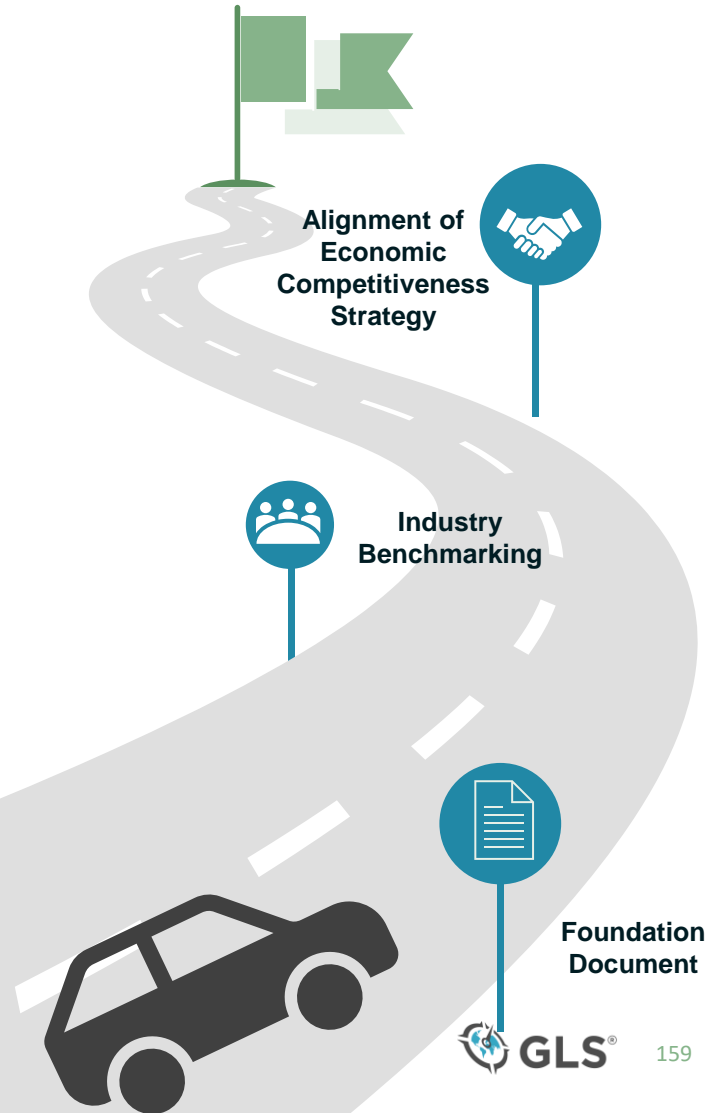 Alignment of
Economic
Competitiveness
Strategy
Industry
Benchmarking
Foundation
Document
GLS®
159